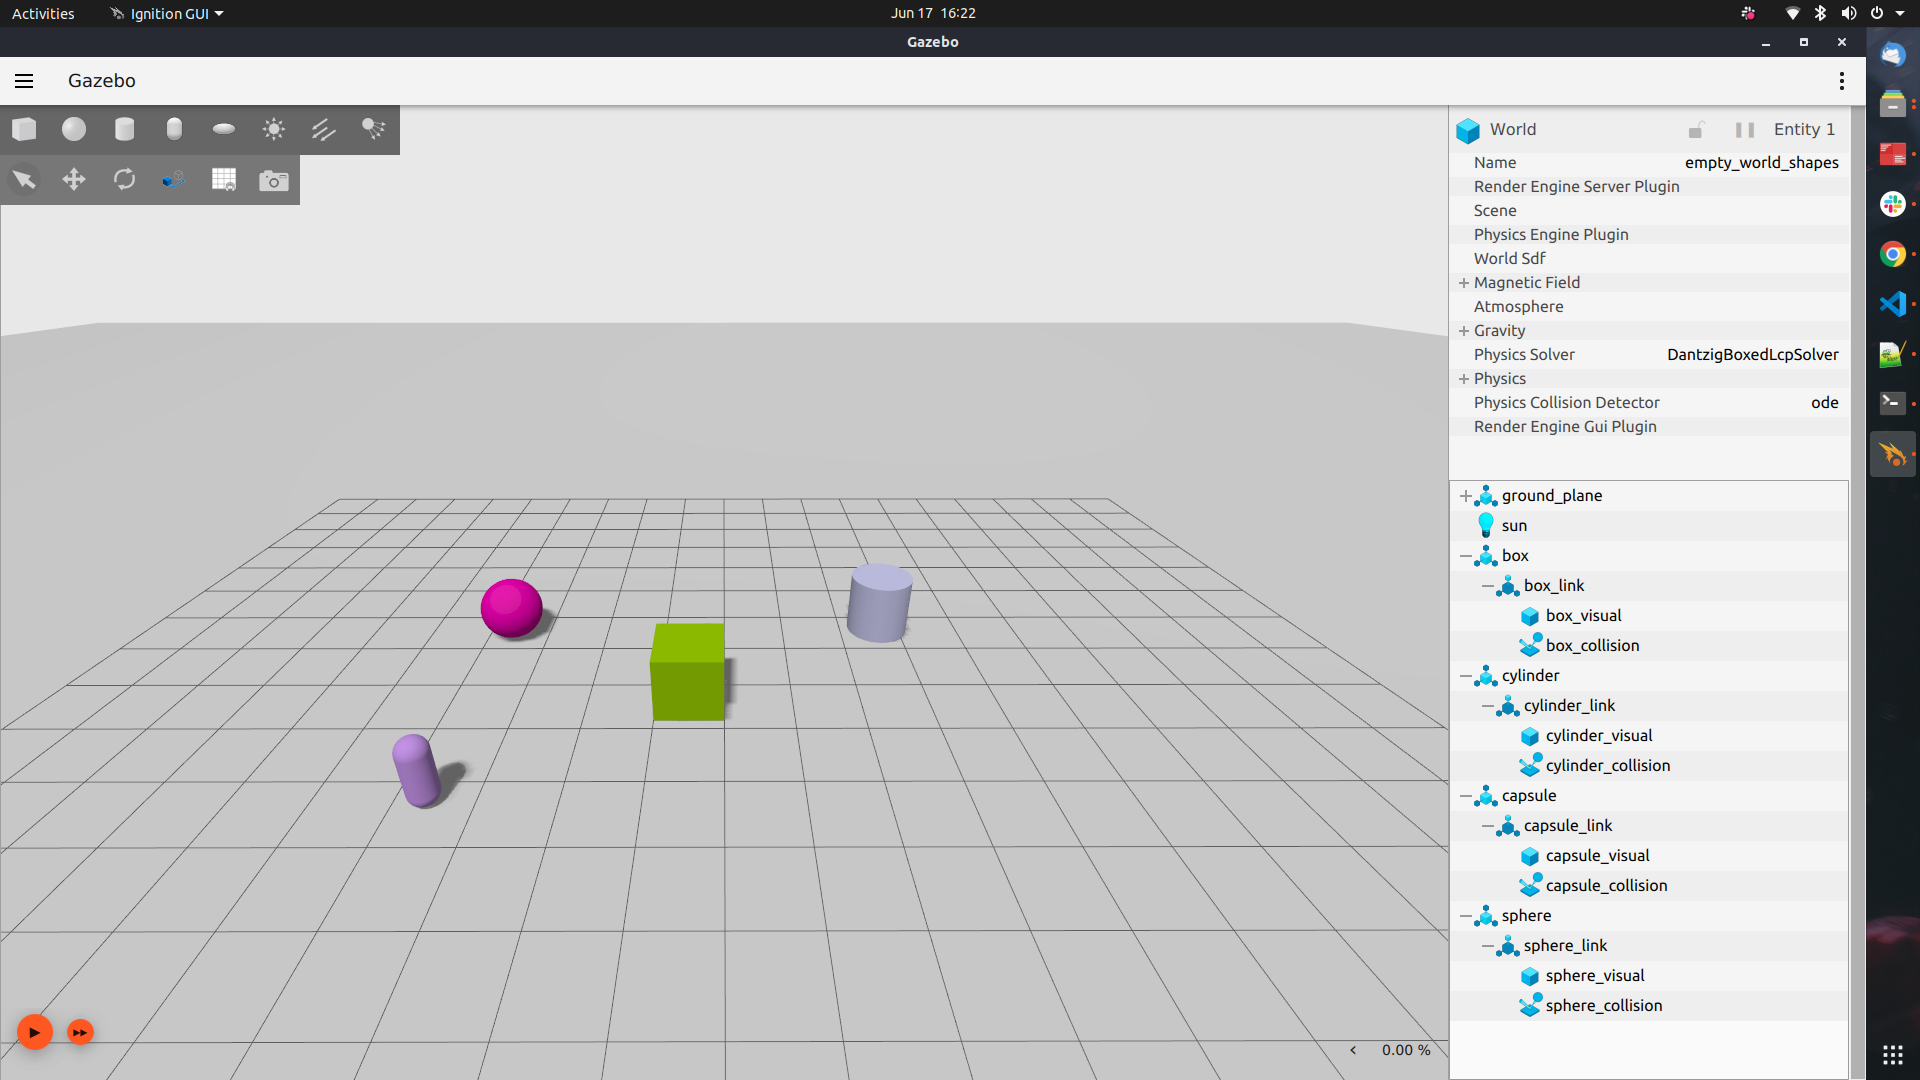 Activities
Ignition GUI
Jun 17 16:22
Gazebo
Gazebo
World
Entity 1
Name
empty_world_shapes
Render Engine Server Plugin
Scene
Physics Engine Plugin
World Sdf
Magnetic Field
Atmosphere
Gravity
Physics Solver
DantzigBoxedLcpSolver
Physics
Physics Collision Detector
ode
Render Engine Gui Plugin
ground_plane
sun
box
box_link
box_visual
box_collision
cylinder
cylinder_link
cylinder_visual
cylinder_collision
capsule
capsule_link
capsule_visual
capsule_collision
sphere
sphere_link
sphere_visual
sphere_collision
0.00 %